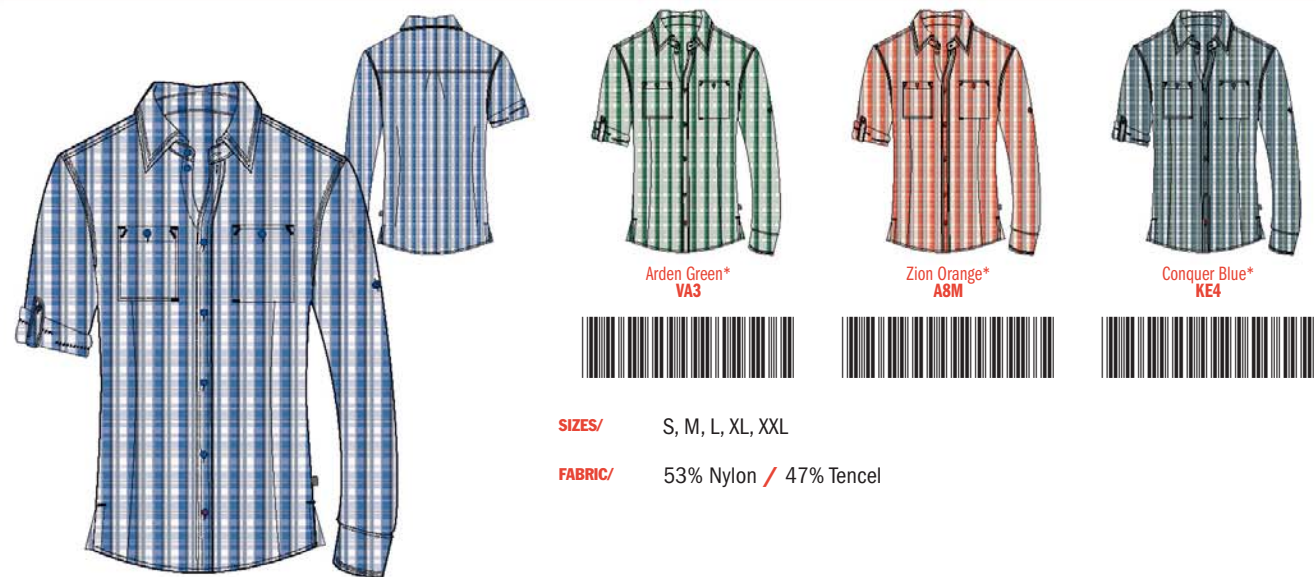 Arden Green*
VA3
Zion Orange*
A8M
Conquer Blue*
KE4
SIZES/ S, M, L, XL, XXL
FABRIC/ 53% Nylon / 47% Tencel